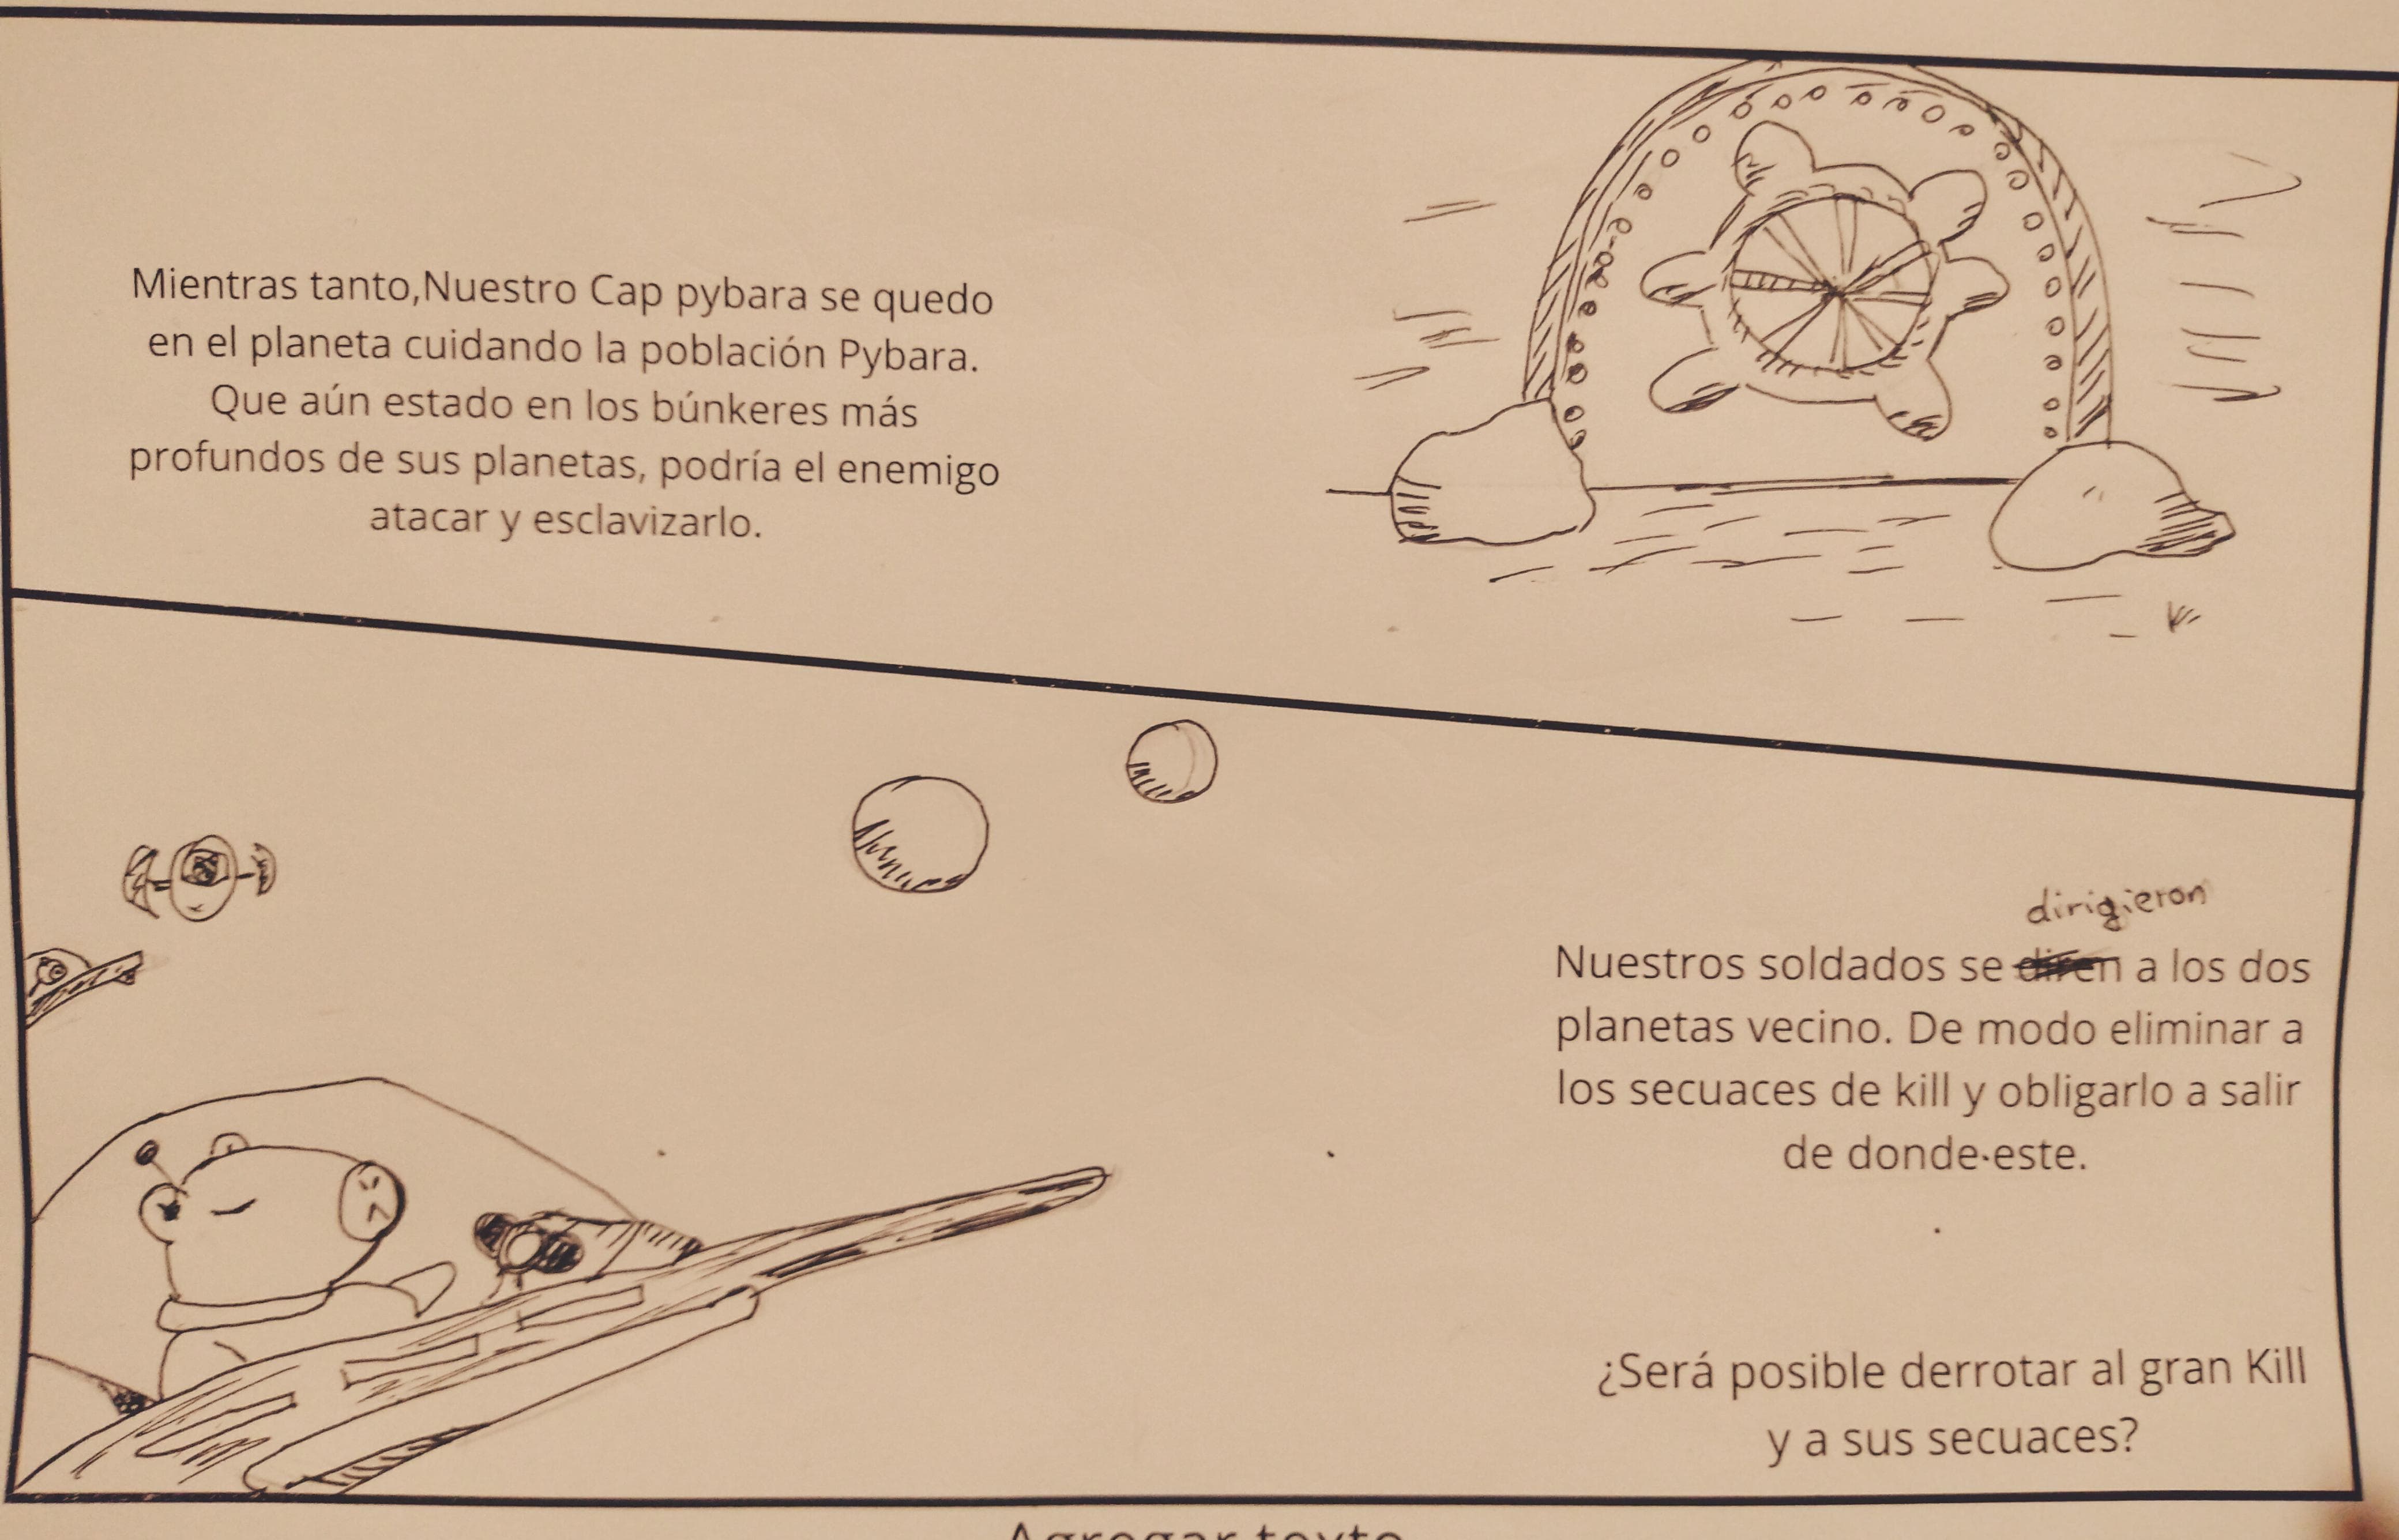 Mientras tanto,Nuestro Cap pybara se quedo
en el planeta cuidando la población Pybara.
Que aún estado en los búnkeres más
profundos de sus planetas, podría el enemigo
atacar y esclavizarlo.
dirigieron
Nuestros soldados se diren a los dos
planetas vecino. De modo eliminar a
los secuaces de kill y obligarlo a salir
de donde este.
¿Será posible derrotar al gran Kill
y a sus secuaces?
Agregar texto